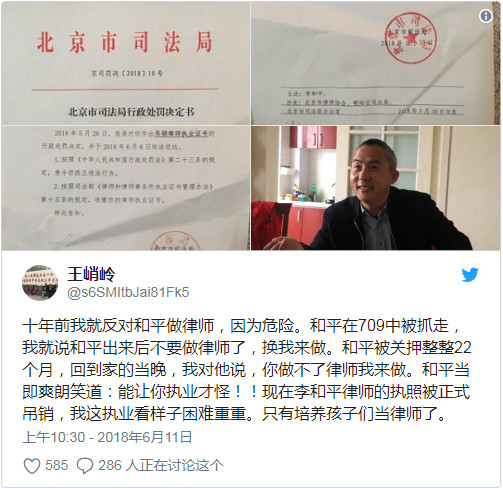 北京市司法局
京司罚决〔2018〕10号
北京市司法局行政处罚决定书
2018年5月28日，我局对你作出吊销律师执业证书的
行政处罚决定，并于2018年6月6日依法送达。
1.按照《中华人民共和国行政处罚法》第二十三条的规
定，责令你改正违法行为。
2.按照司法部《律师和律师事务所执业证书管理办法》
第十五条的规定，收缴你的律师执业证书。
特此告知。
北京市司法局
主送：李和平。
抄送：北京市律师协会，朝阳区司法局。
王峭岭
@s6SMItbJai81Fk5
十年前我就反对和平做律师，因为危险。和平在709中被抓走，
我就说和平出来后不要做律师了，换我来做。和平被关押整整22
个月，回到家的当晚，我对他说，你做不了律师我来做。和平当
即爽朗笑道：能让你执业才怪！！现在李和平律师的执照被正式
吊销，我这执业看样子困难重重。只有培养孩子们当律师了。
上午10:30 - 2018年6月11日
585
286 人正在讨论这个